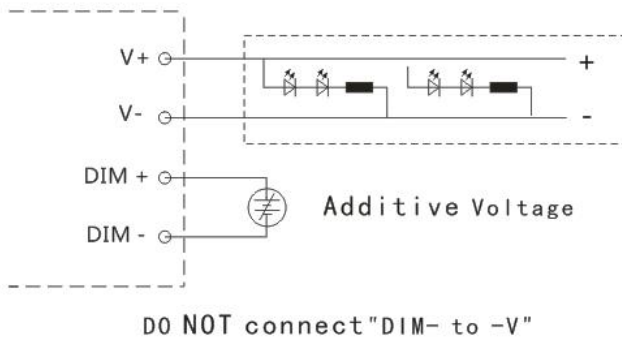 V+
+
V-
-
DIM +
Additive Voltage
DIM -
DO NOT connect"DIM- to -V"